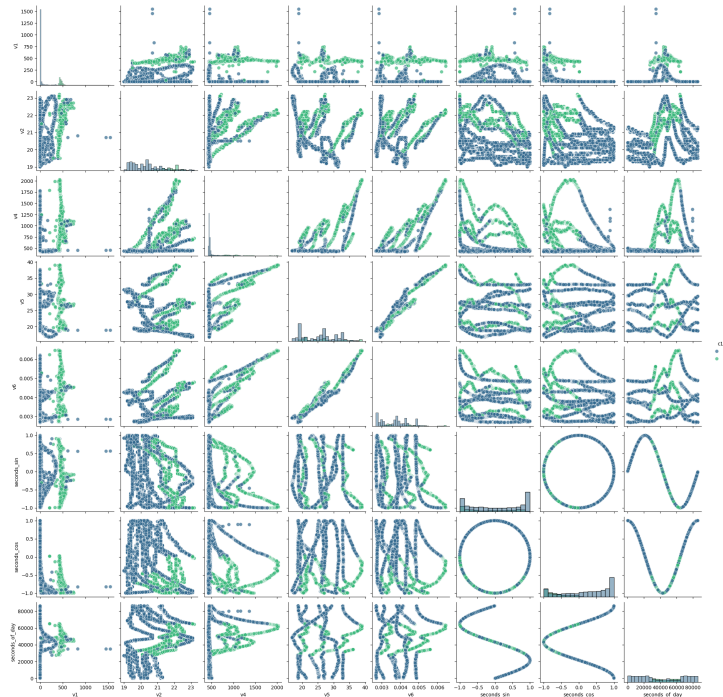 1500
1250
1000
750
500
250
0
v1
23
22
21
20
19
v2
2000
1750
1500
1250
1000
750
500
v4
40
35
30
25
20
v5
0.006
0.005
0.004
0.003
v6
1.0
0.5
0.0
−0.5
−1.0
seconds_sin
1.0
0.5
0.0
−0.5
−1.0
seconds_cos
80000
60000
40000
20000
0
seconds_of_day
0 500 1000 1500
v1
19 20 21 22 23
v2
500 1000 1500 2000
v4
20 25 30 35 40
v5
0.003 0.004 0.005 0.006
v6
−1.0 −0.5 0.0 0.5 1.0
seconds_sin
−1.0 −0.5 0.0 0.5 1.0
seconds_cos
0 20000 40000 60000 80000
seconds_of_day